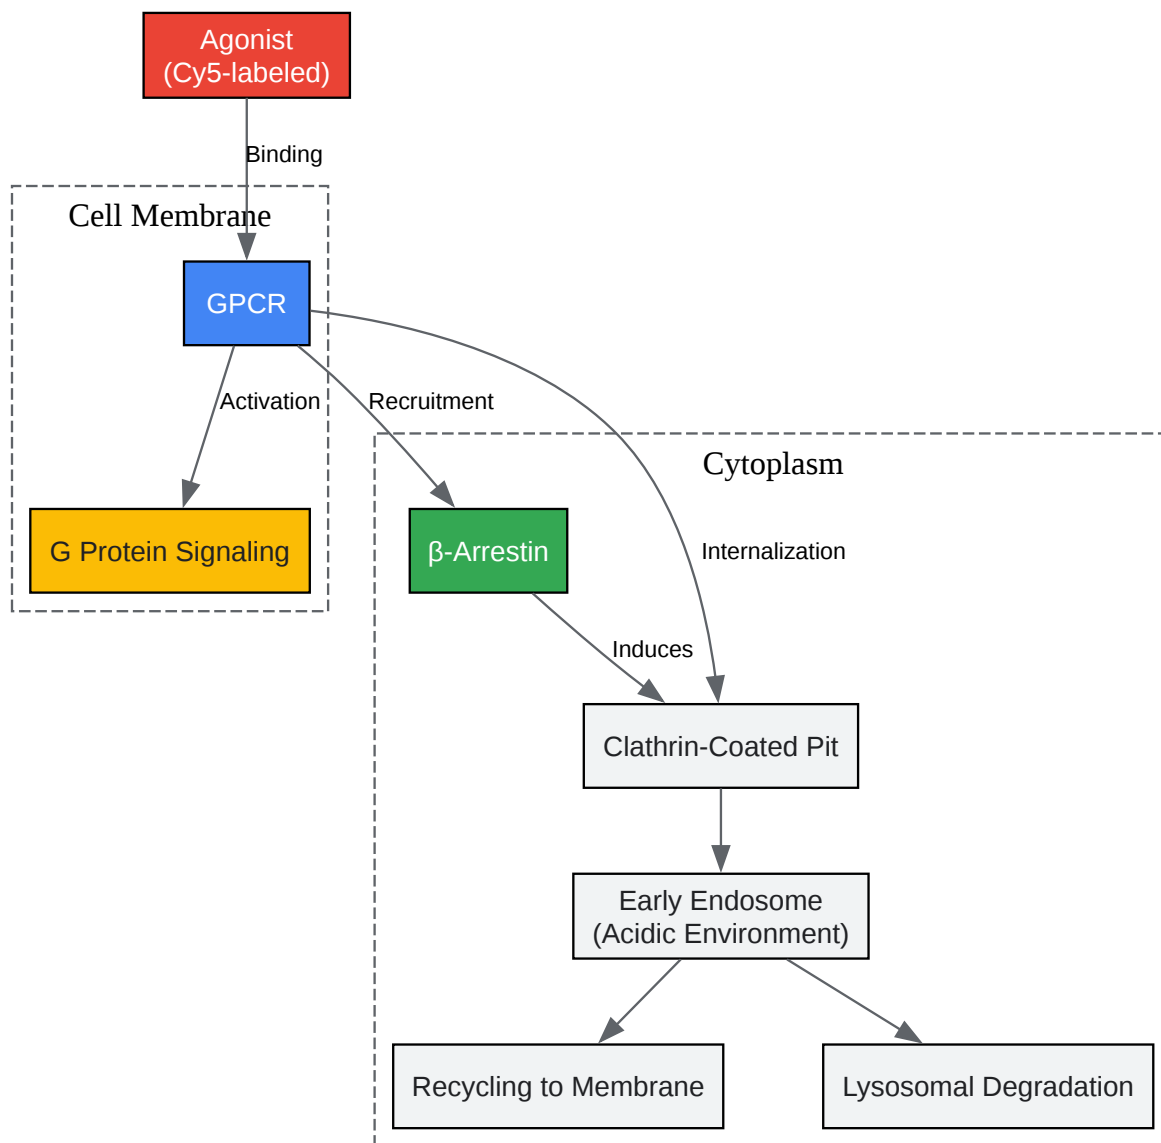 Agonist
(Cy5-labeled)
Binding
Cell Membrane
GPCR
Activation
Recruitment
Cytoplasm
G Protein Signaling
β-Arrestin
Internalization
Induces
Clathrin-Coated Pit
Early Endosome
(Acidic Environment)
Recycling to Membrane
Lysosomal Degradation